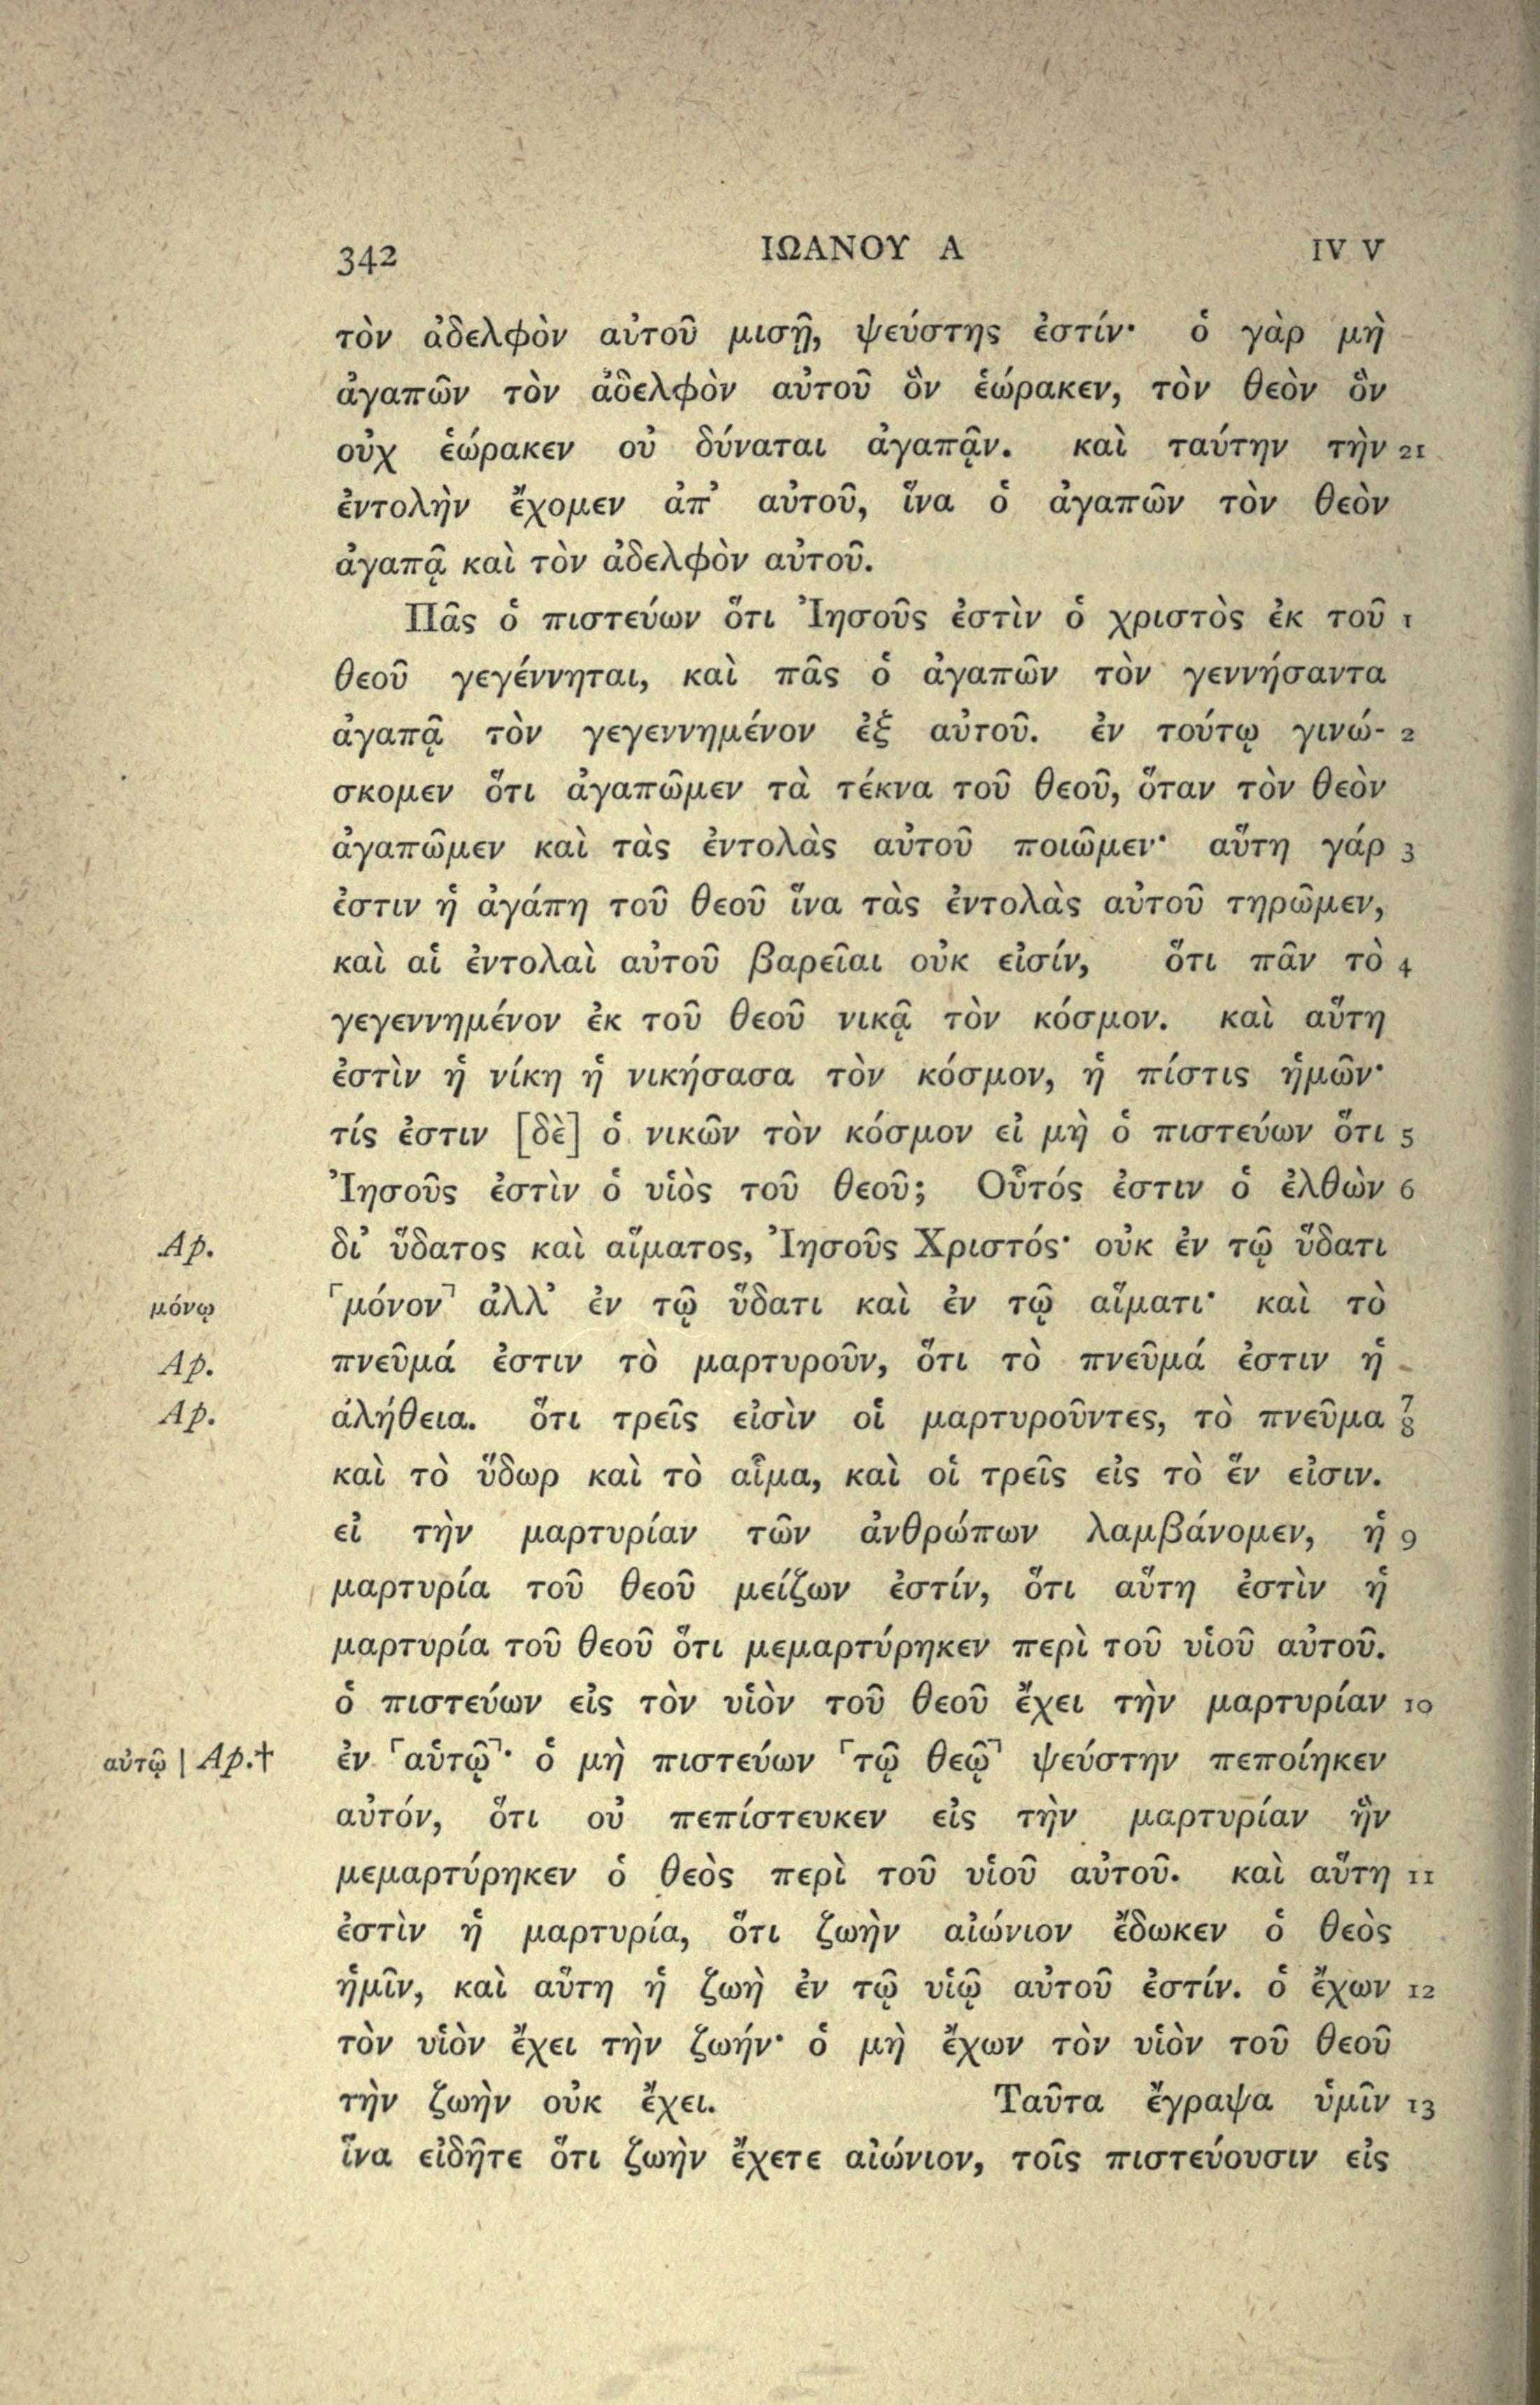 342 ΙΩΑΝΟΥ Α IV V
τὸν ἀδελφὸν αὐτοῦ μισῇ, ψεύστης ἐστίν· ὁ γὰρ μὴ
ἀγαπῶν τὸν ἀδελφὸν αὐτοῦ ὃν ἑώρακεν, τὸν θεὸν ὃν
οὐχ ἑώρακεν οὐ δύναται ἀγαπᾷν. καὶ ταύτην τὴν 21
ἐντολὴν ἔχομεν ἀπ’ αὐτοῦ, ἵνα ὁ ἀγαπῶν τὸν θεὸν
ἀγαπᾷ καὶ τὸν ἀδελφὸν αὐτοῦ.
Πᾶς ὁ πιστεύων ὅτι Ἰησοῦς ἐστὶν ὁ χριστὸς ἐκ τοῦ 1
θεοῦ γεγέννηται, καὶ πᾶς ὁ ἀγαπῶν τὸν γεννήσαντα
ἀγαπᾷ τὸν γεγεννημένον ἐξ αὐτοῦ. ἐν τούτῳ γινώ- 2
σκομεν ὅτι ἀγαπῶμεν τὰ τέκνα τοῦ θεοῦ, ὅταν τὸν θεὸν
ἀγαπῶμεν καὶ τὰς ἐντολὰς αὐτοῦ ποιῶμεν· αὕτη γάρ 3
ἐστιν ἡ ἀγάπη τοῦ θεοῦ ἵνα τὰς ἐντολὰς αὐτοῦ τηρῶμεν,
καὶ αἱ ἐντολαὶ αὐτοῦ βαρεῖαι οὐκ εἰσίν, ὅτι πᾶν τὸ 4
γεγεννημένον ἐκ τοῦ θεοῦ νικᾷ τὸν κόσμον. καὶ αὕτη
ἐστὶν ἡ νίκη ἡ νικήσασα τὸν κόσμον, ἡ πίστις ἡμῶν·
τίς ἐστιν [δὲ] ὁ νικῶν τὸν κόσμον εἰ μὴ ὁ πιστεύων ὅτι 5
Ἰησοῦς ἐστὶν ὁ υἱὸς τοῦ θεοῦ; Οὗτός ἐστιν ὁ ἐλθὼν 6
Ap. δι’ ὕδατος καὶ αἵματος, Ἰησοῦς Χριστός· οὐκ ἐν τῷ ὕδατι
μόνῳ ⌜μόνον⌝ ἀλλ’ ἐν τῷ ὕδατι καὶ ἐν τῷ αἵματι· καὶ τὸ
Ap. πνεῦμά ἐστιν τὸ μαρτυροῦν, ὅτι τὸ πνεῦμά ἐστιν ἡ
Ap. ἀλήθεια. ὅτι τρεῖς εἰσὶν οἱ μαρτυροῦντες, τὸ πνεῦμα 7 8
καὶ τὸ ὕδωρ καὶ τὸ αἷμα, καὶ οἱ τρεῖς εἰς τὸ ἕν εἰσιν.
εἰ τὴν μαρτυρίαν τῶν ἀνθρώπων λαμβάνομεν, ἡ 9
μαρτυρία τοῦ θεοῦ μείζων ἐστίν, ὅτι αὕτη ἐστὶν ἡ
μαρτυρία τοῦ θεοῦ ὅτι μεμαρτύρηκεν περὶ τοῦ υἱοῦ αὐτοῦ.
ὁ πιστεύων εἰς τὸν υἱὸν τοῦ θεοῦ ἔχει τὴν μαρτυρίαν 10
αὐτῷ | Ap.† ἐν ⌜αὑτῷ⌝· ὁ μὴ πιστεύων ⌜τῷ θεῷ⌝ ψεύστην πεποίηκεν
αὐτόν, ὅτι οὐ πεπίστευκεν εἰς τὴν μαρτυρίαν ἣν
μεμαρτύρηκεν ὁ θεὸς περὶ τοῦ υἱοῦ αὐτοῦ. καὶ αὕτη 11
ἐστὶν ἡ μαρτυρία, ὅτι ζωὴν αἰώνιον ἔδωκεν ὁ θεὸς
ἡμῖν, καὶ αὕτη ἡ ζωὴ ἐν τῷ υἱῷ αὐτοῦ ἐστίν. ὁ ἔχων 12
τὸν υἱὸν ἔχει τὴν ζωήν· ὁ μὴ ἔχων τὸν υἱὸν τοῦ θεοῦ
τὴν ζωὴν οὐκ ἔχει. Ταῦτα ἔγραψα ὑμῖν 13
ἵνα εἰδῆτε ὅτι ζωὴν ἔχετε αἰώνιον, τοῖς πιστεύουσιν εἰς